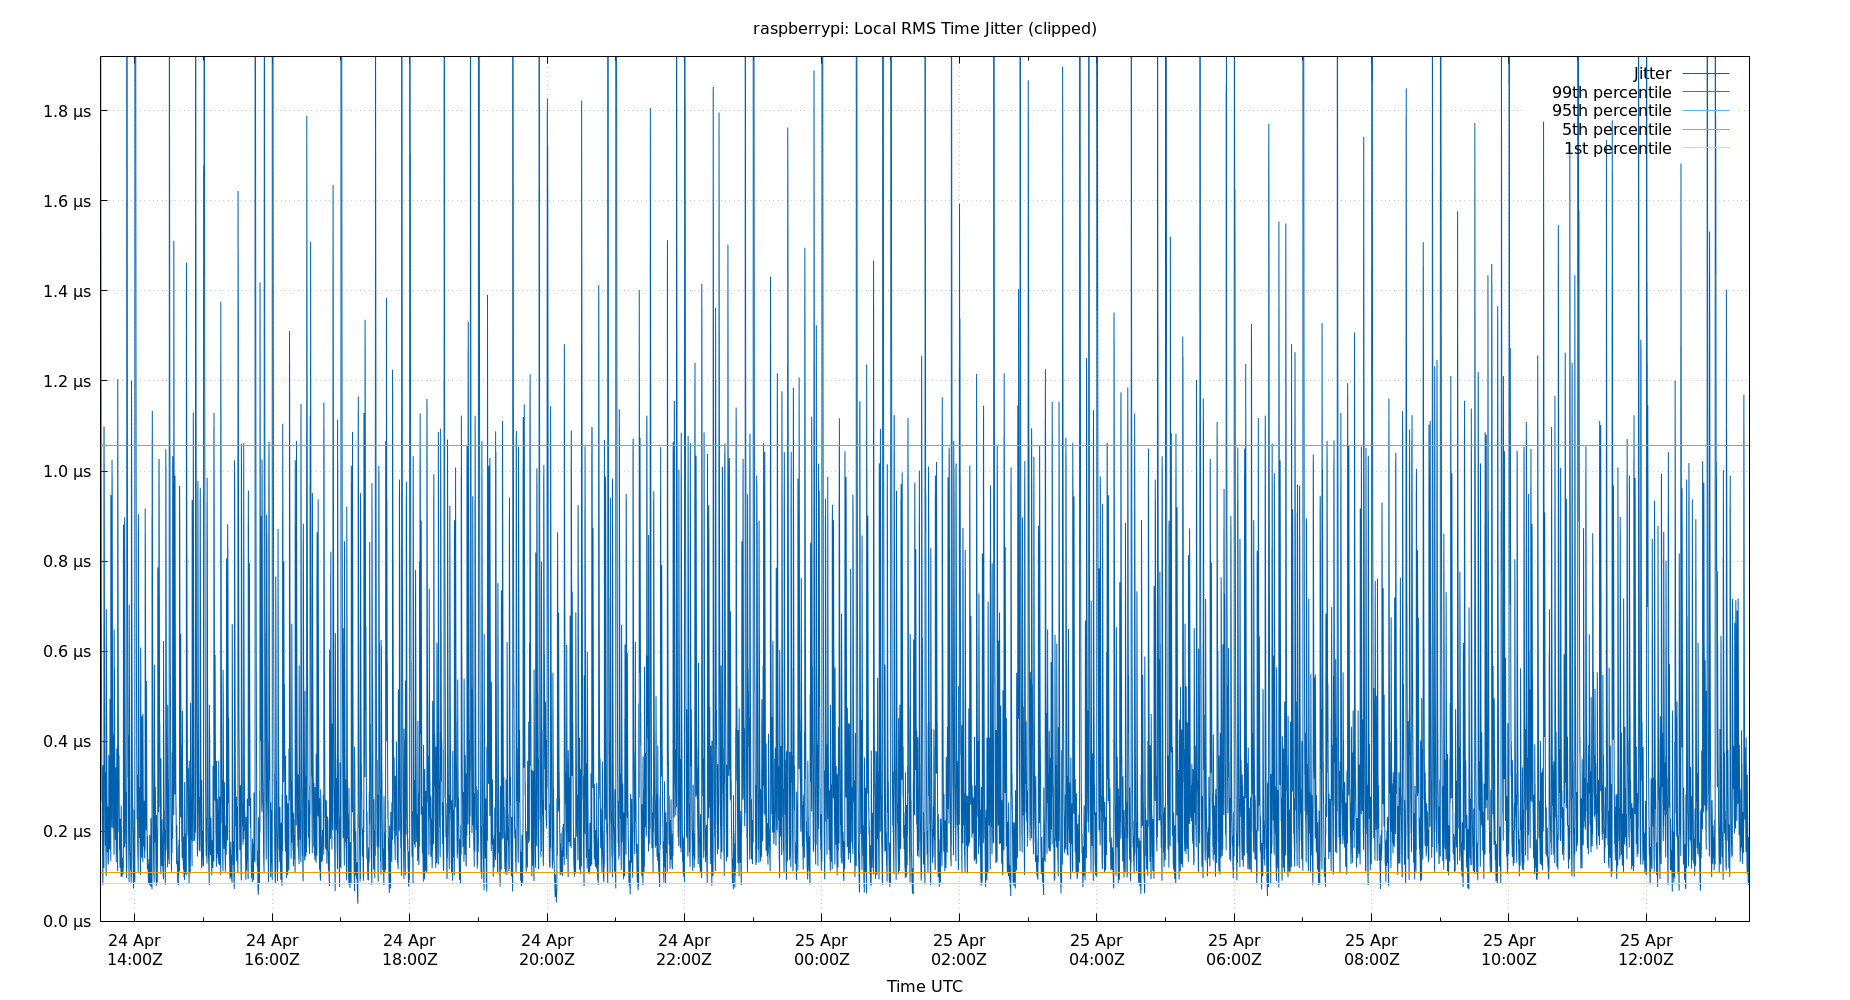 raspberrypi: Local RMS Time Jitter (clipped)
Jitter
99th percentile
95th percentile
5th percentile
1st percentile
1.8 µs
1.6 µs
1.4 µs
1.2 µs
1.0 µs
0.8 µs
0.6 µs
0.4 µs
0.2 µs
0.0 µs
24 Apr 24 Apr 24 Apr 24 Apr 24 Apr 25 Apr 25 Apr 25 Apr 25 Apr 25 Apr 25 Apr 25 Apr
14:00Z 16:00Z 18:00Z 20:00Z 22:00Z 00:00Z 02:00Z 04:00Z 06:00Z 08:00Z 10:00Z 12:00Z
Time UTC